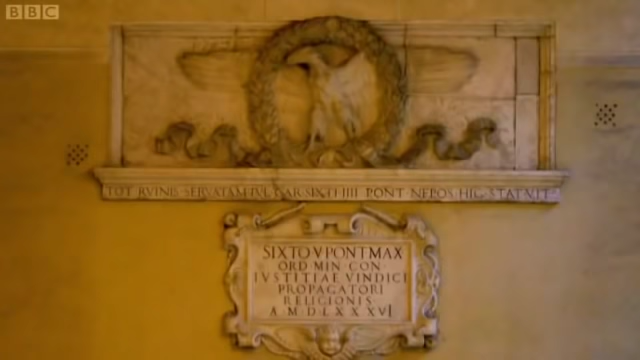 BBC
TOT RVINIS SERVATAM IVL CAR SIXTI IIII PONT NEPOS HIC STATVIT
SIXTO V PONT MAX
ORD MIN CON
IVSTITIAE VINDICI
PROPAGATORI
RELIGIONIS
A MDLXXXVI